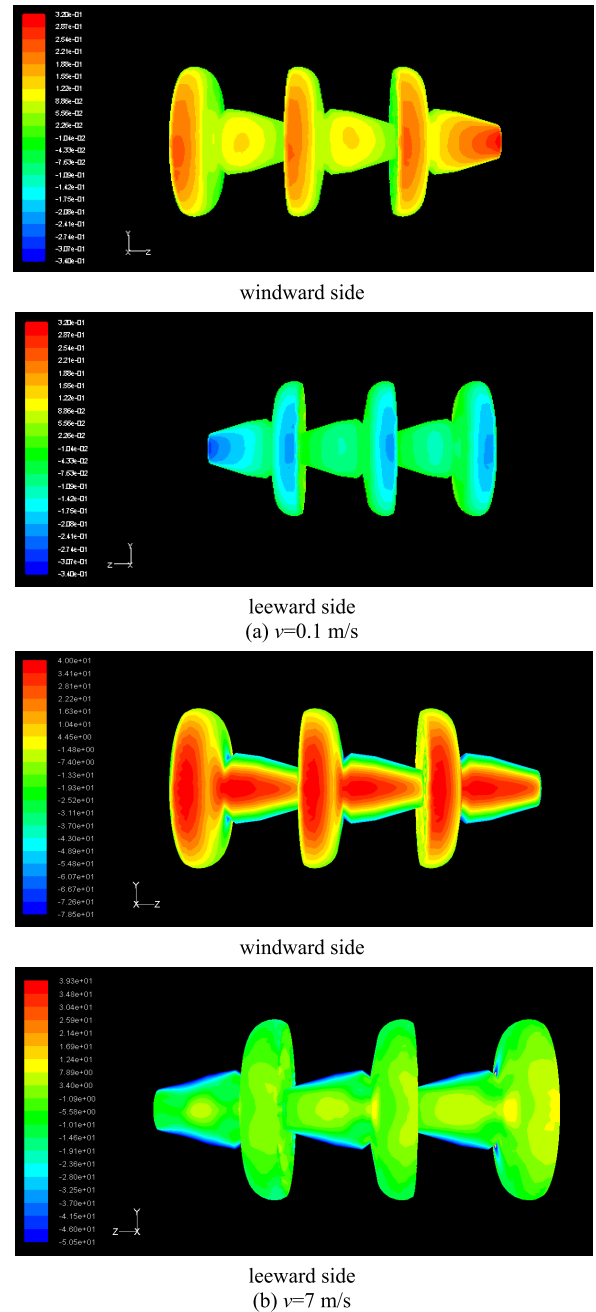 3.20e-01
2.87e-01
2.54e-01
2.21e-01
1.88e-01
1.55e-01
1.22e-01
8.86e-02
5.56e-02
2.26e-02
-1.04e-02
-4.33e-02
-7.63e-02
-1.09e-01
-1.42e-01
-1.75e-01
-2.08e-01
-2.41e-01
-2.74e-01
-3.07e-01
-3.40e-01
Y
X Z
windward side
3.20e-01
2.87e-01
2.54e-01
2.21e-01
1.88e-01
1.55e-01
1.22e-01
8.86e-02
5.56e-02
2.26e-02
-1.04e-02
-4.33e-02
-7.63e-02
-1.09e-01
-1.42e-01
-1.75e-01
-2.08e-01
-2.41e-01
-2.74e-01
-3.07e-01
-3.40e-01
Y
Z X
leeward side
(a) v=0.1 m/s
4.00e+01
3.41e+01
2.81e+01
2.22e+01
1.63e+01
1.04e+01
4.45e+00
-1.48e+00
-7.40e+00
-1.33e+01
-1.93e+01
-2.52e+01
-3.11e+01
-3.70e+01
-4.30e+01
-4.89e+01
-5.48e+01
-6.07e+01
-6.67e+01
-7.26e+01
-7.85e+01
Y
X Z
windward side
3.93e+01
3.48e+01
3.04e+01
2.59e+01
2.14e+01
1.69e+01
1.24e+01
7.89e+00
3.40e+00
-1.09e+00
-5.58e+00
-1.01e+01
-1.46e+01
-1.91e+01
-2.36e+01
-2.80e+01
-3.25e+01
-3.70e+01
-4.15e+01
-4.60e+01
-5.05e+01
Y
Z X
leeward side
(b) v=7 m/s